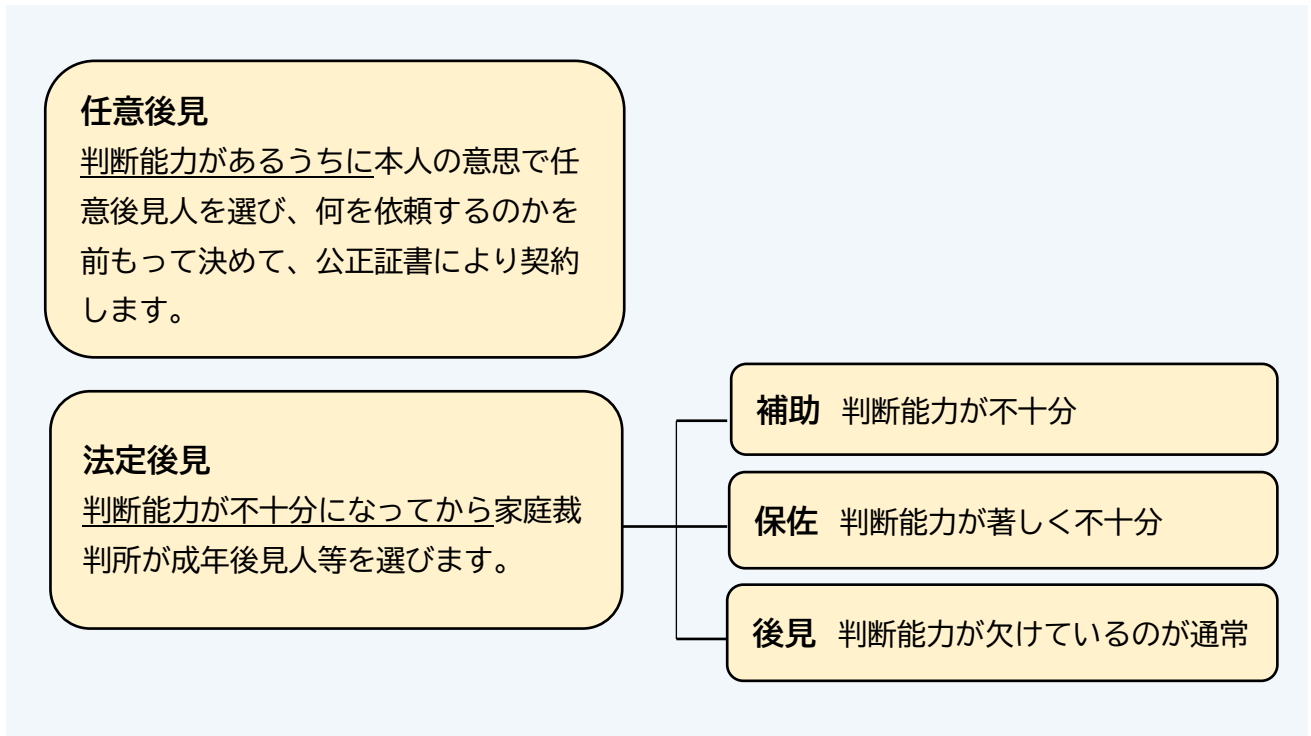 任意後見
判断能力があるうちに本人の意思で任
意後見人を選び、何を依頼するのかを
前もって決めて、公正証書により契約
します。
法定後見
判断能力が不十分になってから家庭裁
判所が成年後見人等を選びます。
補助 判断能力が不十分
保佐 判断能力が著しく不十分
後見 判断能力が欠けているのが通常